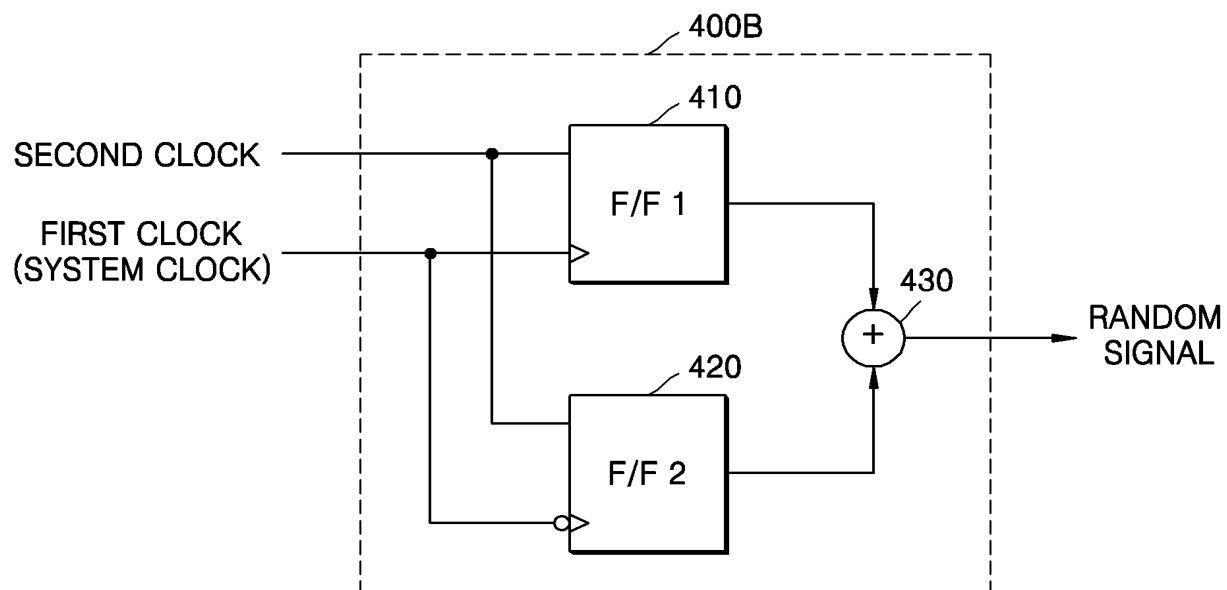 400B
410
SECOND CLOCK
F/F 1
FIRST CLOCK
(SYSTEM CLOCK)
430
+
RANDOM
SIGNAL
420
F/F 2